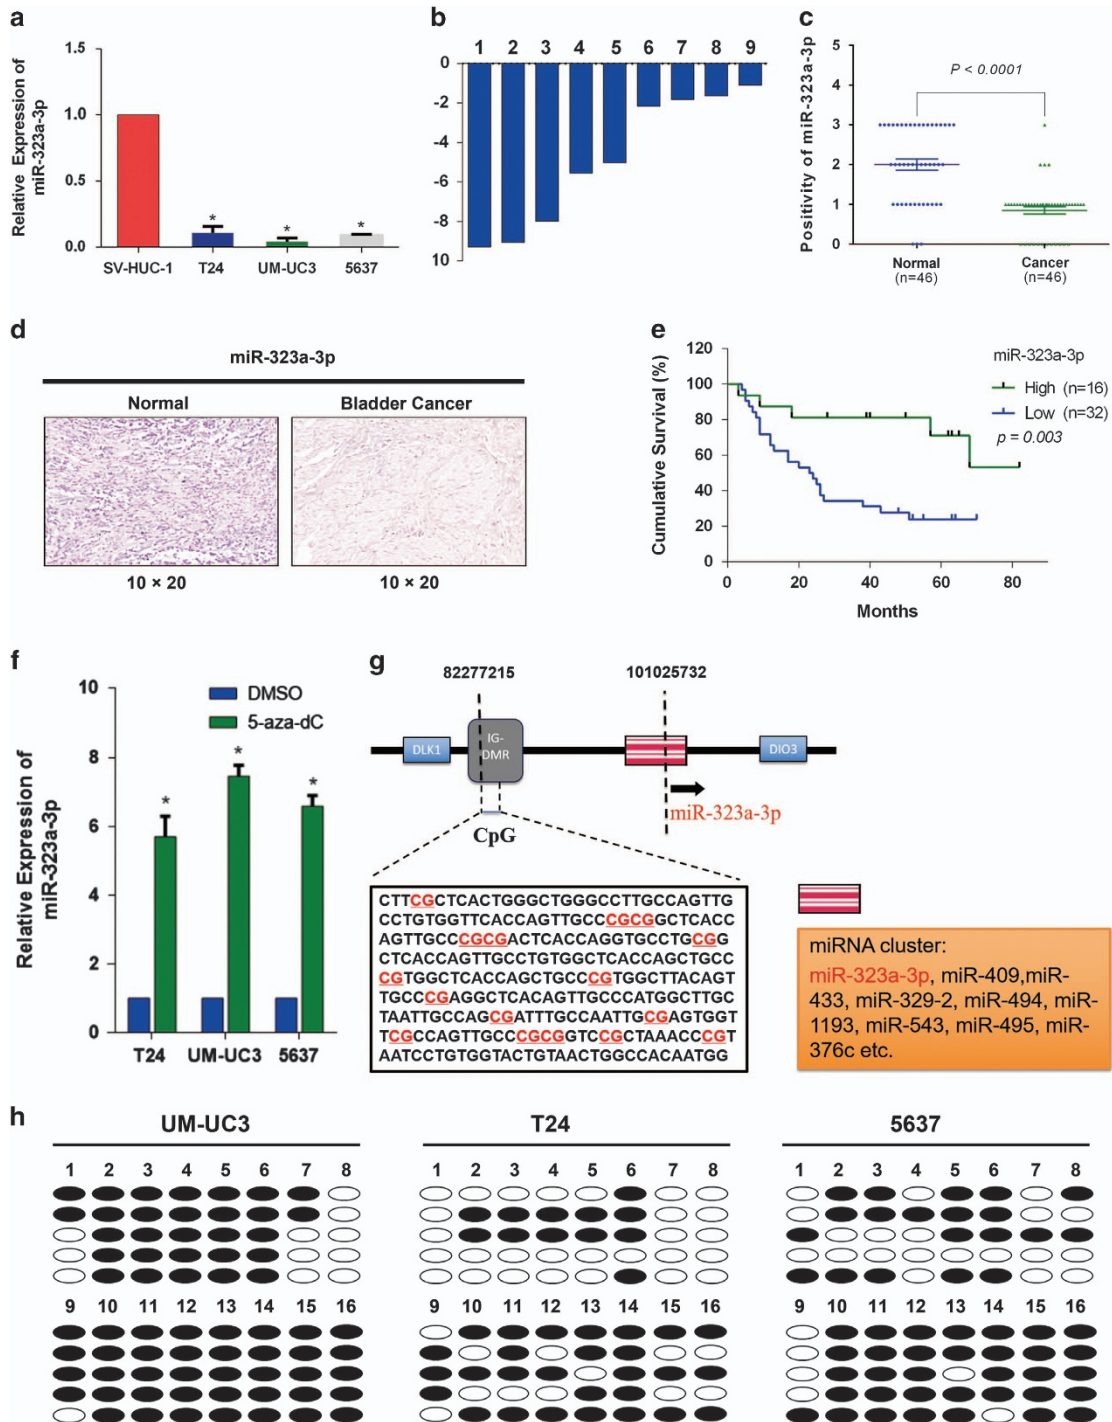 a
Relative Expression of
miR-323a-3p
1.5
1.0
0.5
0.0
*
*
*
SV-HUC-1 T24 UM-UC3 5637
b
1 2 3 4 5 6 7 8 9
0
-2
-4
-6
-8
10
c
Positivity of miR-323a-3p
5
4
3
2
1
0
P < 0.0001
Normal Cancer
(n=46) (n=46)
d
miR-323a-3p
Normal Bladder Cancer
10 × 20 10 × 20
e
Cumulative Survival (%)
120
100
80
60
40
20
0
0 20 40 60 80
Months
miR-323a-3p
High (n=16)
Low (n=32)
p = 0.003
f
Relative Expression of
miR-323a-3p
10
8
6
4
2
0
DMSO
5-aza-dC
*
*
*
T24 UM-UC3 5637
g
82277215 101025732
DLK1 IG-
DMR DIO3
miR-323a-3p
CpG
CTTCGCTCACTGGGCTGGGCCTTGCCAGTTG
CCTGTGGTTCACCAGTTGCCCGCGGCTCACC
AGTTGCCCGCGACTCACCAGGTGCCTGCGG
CTCACCAGTTGCCTGTGGCTCACCAGCTGCC
CGTGGCTCACCAGCTGCCCGTGGCTTACAGT
TGCCCGAGGCTCACAGTTGCCCATGGCTTGC
TAATTGCCAGCGATTTGCCAATTGCGAGTGGT
TCGCCAGTTGCCCGCGGTCCGCTAAACCCGT
AATCCTGTGGTACTGTAACTGGCCACAATGG
miRNA cluster:
miR-323a-3p, miR-409,miR-
433, miR-329-2, miR-494, miR-
1193, miR-543, miR-495, miR-
376c etc.
h
UM-UC3 T24 5637
1 2 3 4 5 6 7 8 1 2 3 4 5 6 7 8 1 2 3 4 5 6 7 8
9 10 11 12 13 14 15 16 9 10 11 12 13 14 15 16 9 10 11 12 13 14 15 16